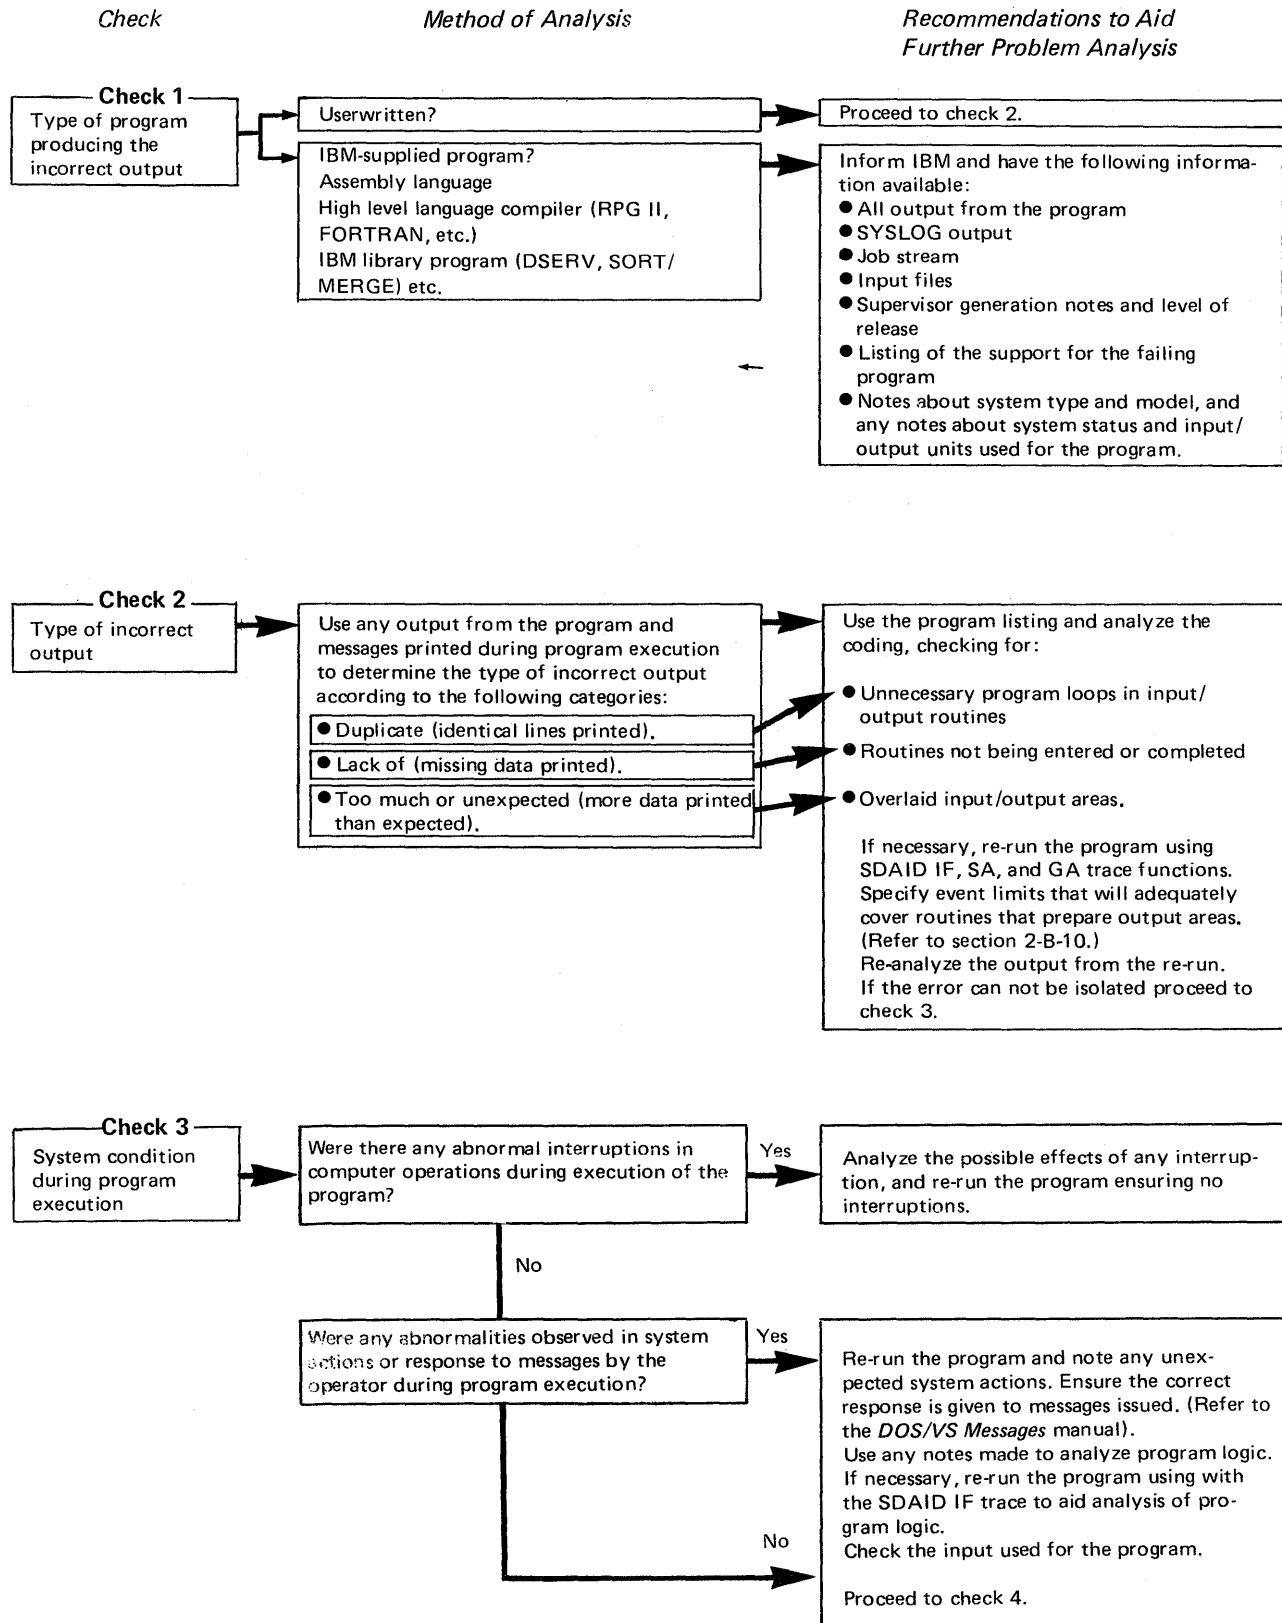 Check
Method of Analysis
Recommendations to Aid
Further Problem Analysis
Check 1
Type of program
producing the
incorrect output
Userwritten?
Proceed to check 2.
IBM-supplied program?
Assembly language
High level language compiler (RPG II,
FORTRAN, etc.)
IBM library program (DSERV, SORT/
MERGE) etc.
Inform IBM and have the following informa-
tion available:
● All output from the program
● SYSLOG output
● Job stream
● Input files
● Supervisor generation notes and level of
release
● Listing of the support for the failing
program
● Notes about system type and model, and
any notes about system status and input/
output units used for the program.
Check 2
Type of incorrect
output
Use any output from the program and
messages printed during program execution
to determine the type of incorrect output
according to the following categories:
● Duplicate (identical lines printed).
● Lack of (missing data printed).
● Too much or unexpected (more data printed
than expected).
Use the program listing and analyze the
coding, checking for:
● Unnecessary program loops in input/
output routines
● Routines not being entered or completed
● Overlaid input/output areas.
If necessary, re-run the program using
SDAID IF, SA, and GA trace functions.
Specify event limits that will adequately
cover routines that prepare output areas.
(Refer to section 2-B-10.)
Re-analyze the output from the re-run.
If the error can not be isolated proceed to
check 3.
Check 3
System condition
during program
execution
Were there any abnormal interruptions in
computer operations during execution of the
program?
Yes
Analyze the possible effects of any interrup-
tion, and re-run the program ensuring no
interruptions.
No
Were any abnormalities observed in system
actions or response to messages by the
operator during program execution?
Yes
Re-run the program and note any unex-
pected system actions. Ensure the correct
response is given to messages issued. (Refer to
the DOS/VS Messages manual).
Use any notes made to analyze program logic.
If necessary, re-run the program using with
the SDAID IF trace to aid analysis of pro-
gram logic.
Check the input used for the program.
No
Proceed to check 4.